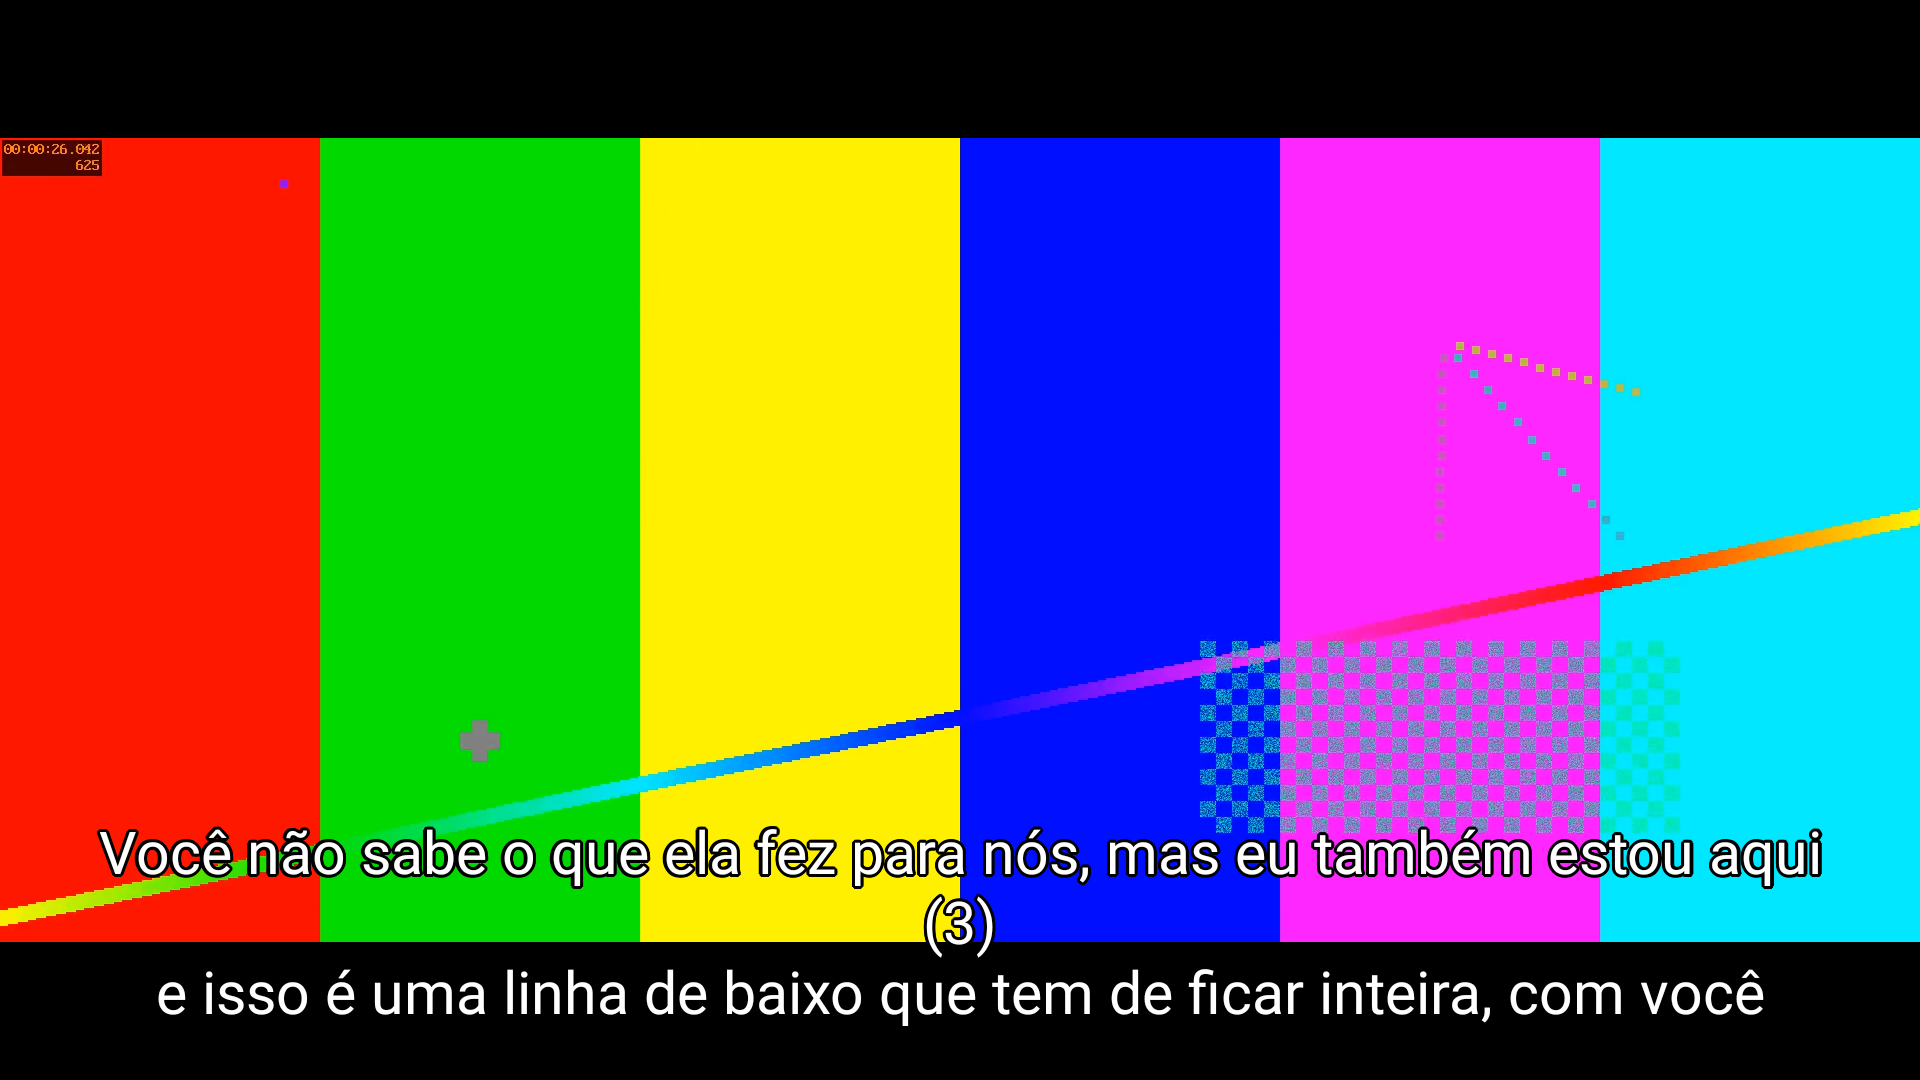 00:00:26.042
625
Você não sabe o que ela fez para nós, mas eu também estou aqui
(3)
e isso é uma linha de baixo que tem de ficar inteira, com você